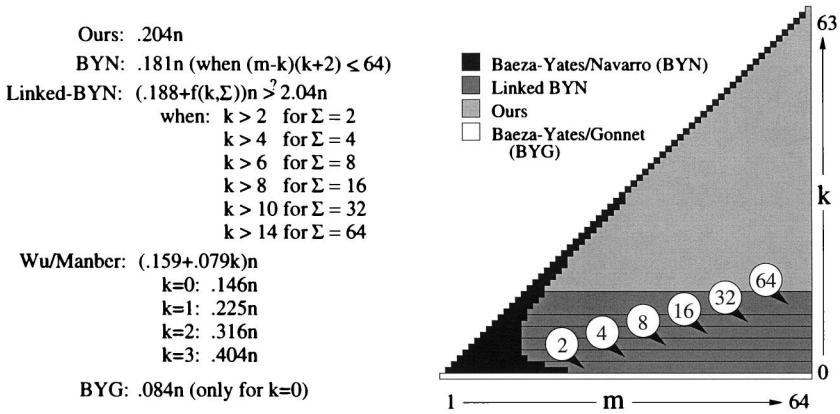 Ours: .204n
BYN: .181n (when (m-k)(k+2) ≤ 64)
Linked-BYN: (.188+f(k,Σ))n >? 2.04n
when: k > 2 for Σ = 2
k > 4 for Σ = 4
k > 6 for Σ = 8
k > 8 for Σ = 16
k > 10 for Σ = 32
k > 14 for Σ = 64
Wu/Manber: (.159+.079k)n
k=0: .146n
k=1: .225n
k=2: .316n
k=3: .404n
BYG: .084n (only for k=0)
Baeza-Yates/Navarro (BYN)
Linked BYN
Ours
Baeza-Yates/Gonnet
(BYG)
63
k
0
64
32
16
8
4
2
1 m 64